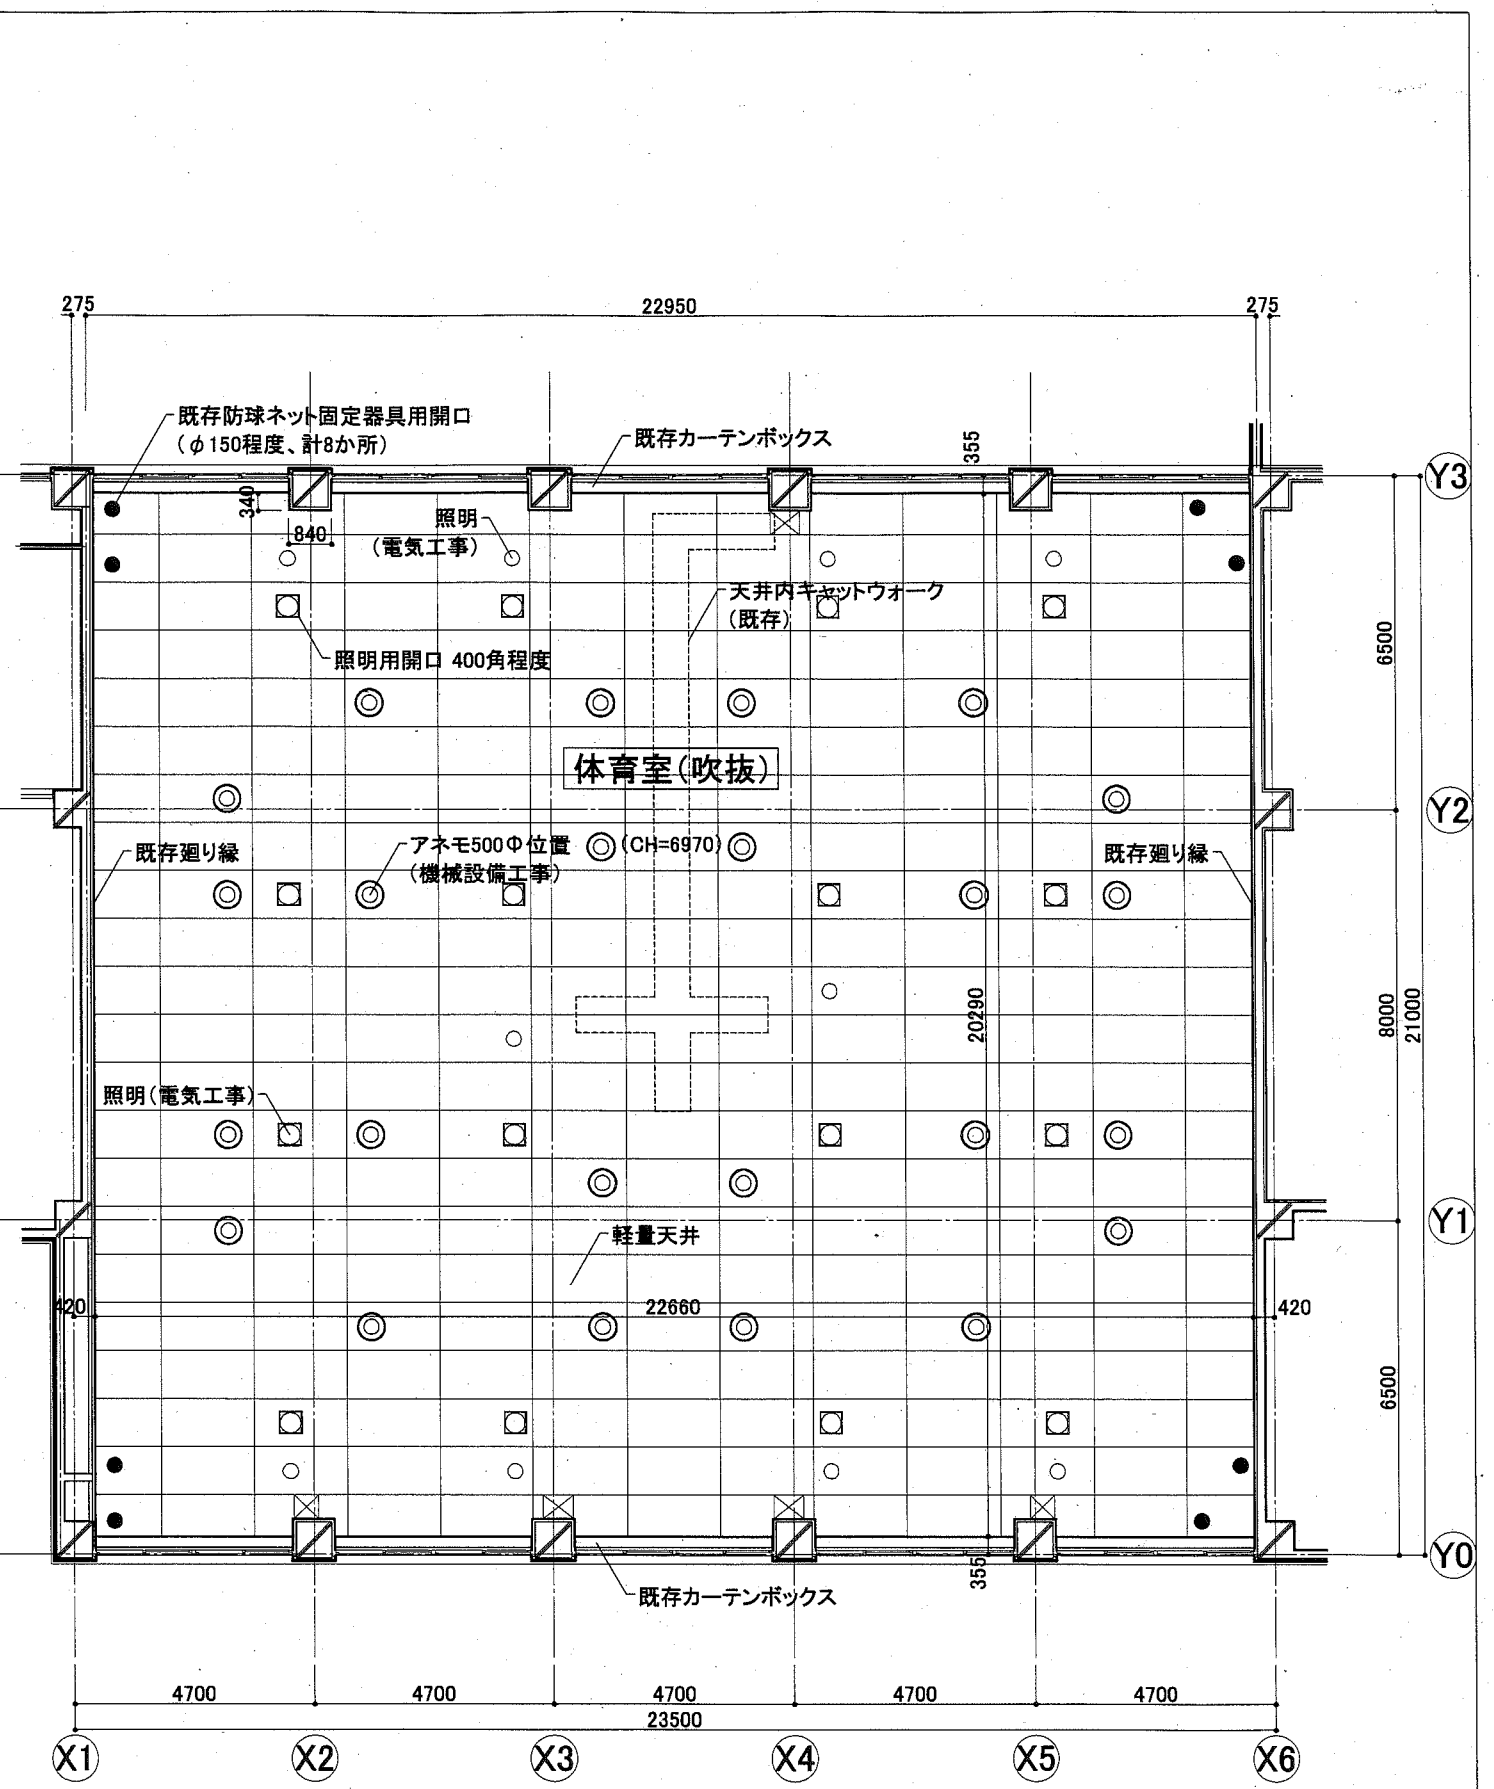 275
22950
275
既存防球ネット固定器具用開口
(φ150程度、計8か所)
既存カーテンボックス
355
Y3
340
840
照明
(電気工事)
天井内キャットウォーク
(既存)
6500
照明用開口 400角程度
体育室(吹抜)
Y2
既存廻り縁
アネモ500Φ位置
(機械設備工事)
(CH=6970)
既存廻り縁
20290
8000
21000
照明(電気工事)
Y1
軽量天井
420
22660
420
6500
355
Y0
既存カーテンボックス
4700
4700
4700
4700
4700
23500
X1
X2
X3
X4
X5
X6